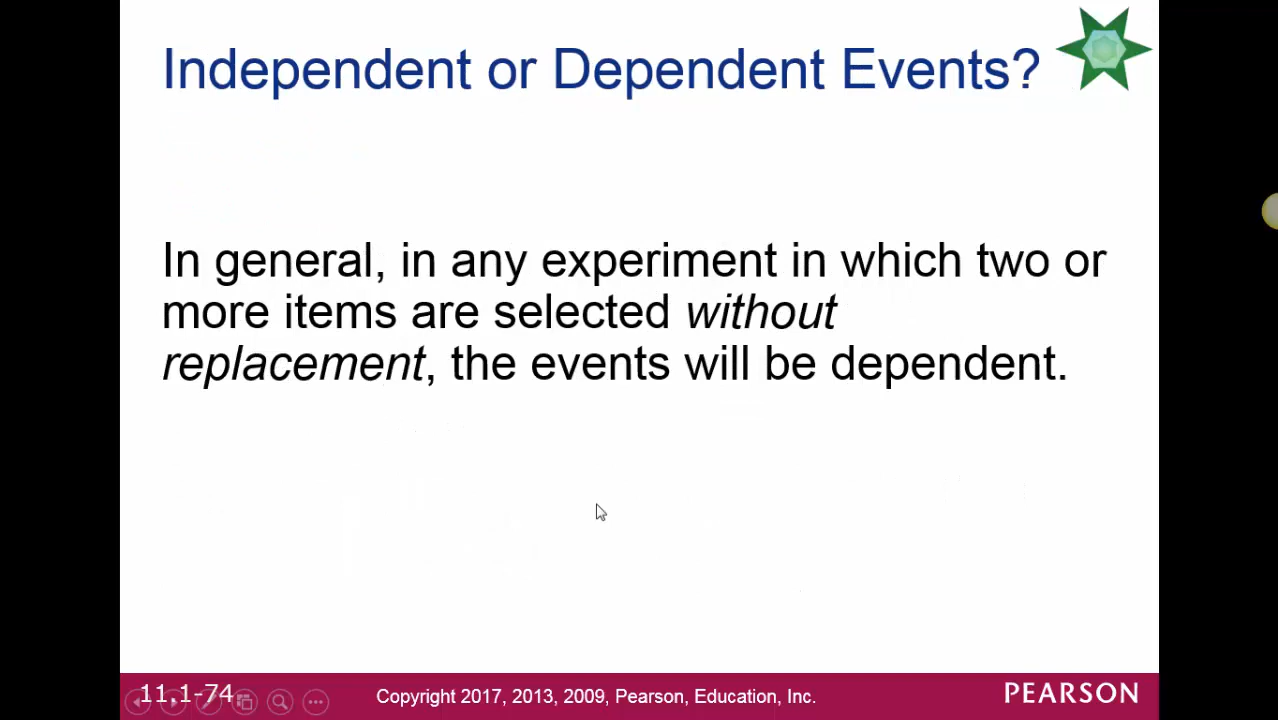 Independent or Dependent Events?
In general, in any experiment in which two or
more items are selected without
replacement, the events will be dependent.
11.1-74
Copyright 2017, 2013, 2009, Pearson, Education, Inc.
PEARSON